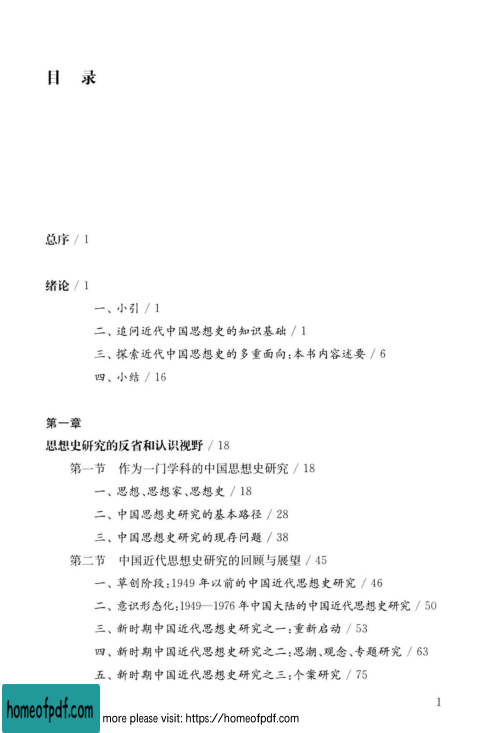 目 录
总序 / 1
绪论 / 1
一、小引 / 1
二、追问近代中国思想史的知识基础 / 1
三、探索近代中国思想史的多重面向：本书内容述要 / 6
四、小结 / 16
第一章
思想史研究的反省和认识视野 / 18
第一节 作为一门学科的中国思想史研究 / 18
一、思想、思想家、思想史 / 18
二、中国思想史研究的基本路径 / 28
三、中国思想史研究的现存问题 / 38
第二节 中国近代思想史研究的回顾与展望 / 45
一、草创阶段：1949 年以前的中国近代思想史研究 / 46
二、意识形态化：1949—1976 年中国大陆的中国近代思想史研究 / 50
三、新时期中国近代思想史研究之一：重新启动 / 53
四、新时期中国近代思想史研究之二：思潮、观念、专题研究 / 63
五、新时期中国近代思想史研究之三：个案研究 / 75
1
homeofpdf.com more please visit: https://homeofpdf.com